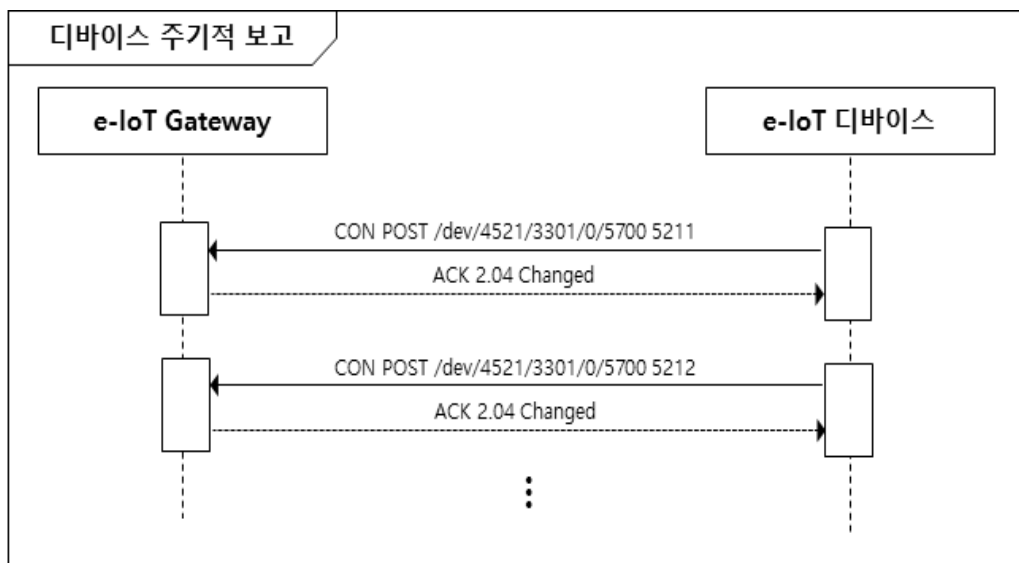 디바이스 주기적 보고
e-IoT Gateway
e-IoT 디바이스
CON POST /dev/4521/3301/0/5700 5211
ACK 2.04 Changed
CON POST /dev/4521/3301/0/5700 5212
ACK 2.04 Changed